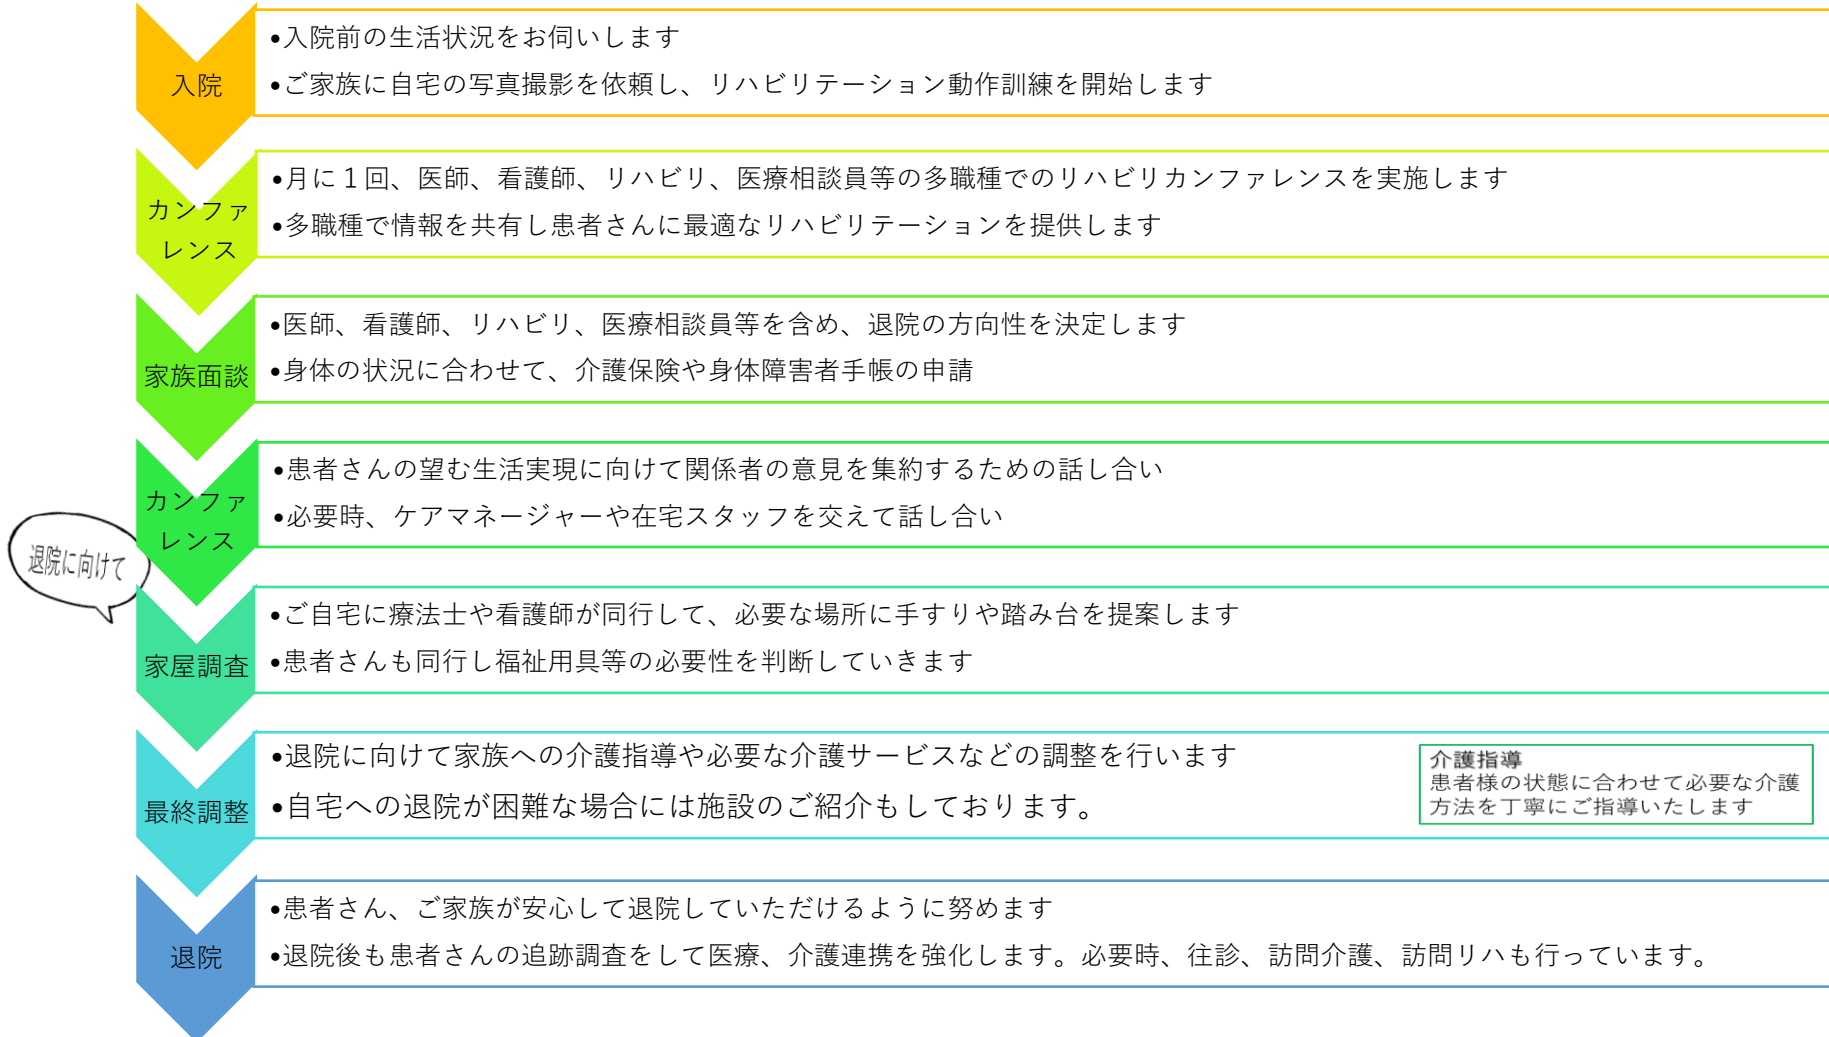 入院
•入院前の生活状況をお伺いします
•ご家族に自宅の写真撮影を依頼し、リハビリテーション動作訓練を開始します
カンファ
レンス
•月に１回、医師、看護師、リハビリ、医療相談員等の多職種でのリハビリカンファレンスを実施します
•多職種で情報を共有し患者さんに最適なリハビリテーションを提供します
家族面談
•医師、看護師、リハビリ、医療相談員等を含め、退院の方向性を決定します
•身体の状況に合わせて、介護保険や身体障害者手帳の申請
退院に向けて
カンファ
レンス
•患者さんの望む生活実現に向けて関係者の意見を集約するための話し合い
•必要時、ケアマネージャーや在宅スタッフを交えて話し合い
家屋調査
•ご自宅に療法士や看護師が同行して、必要な場所に手すりや踏み台を提案します
•患者さんも同行し福祉用具等の必要性を判断していきます
最終調整
•退院に向けて家族への介護指導や必要な介護サービスなどの調整を行います
•自宅への退院が困難な場合には施設のご紹介もしております。
介護指導
患者様の状態に合わせて必要な介護
方法を丁寧にご指導いたします
退院
•患者さん、ご家族が安心して退院していただけるように努めます
•退院後も患者さんの追跡調査をして医療、介護連携を強化します。必要時、往診、訪問介護、訪問リハも行っています。